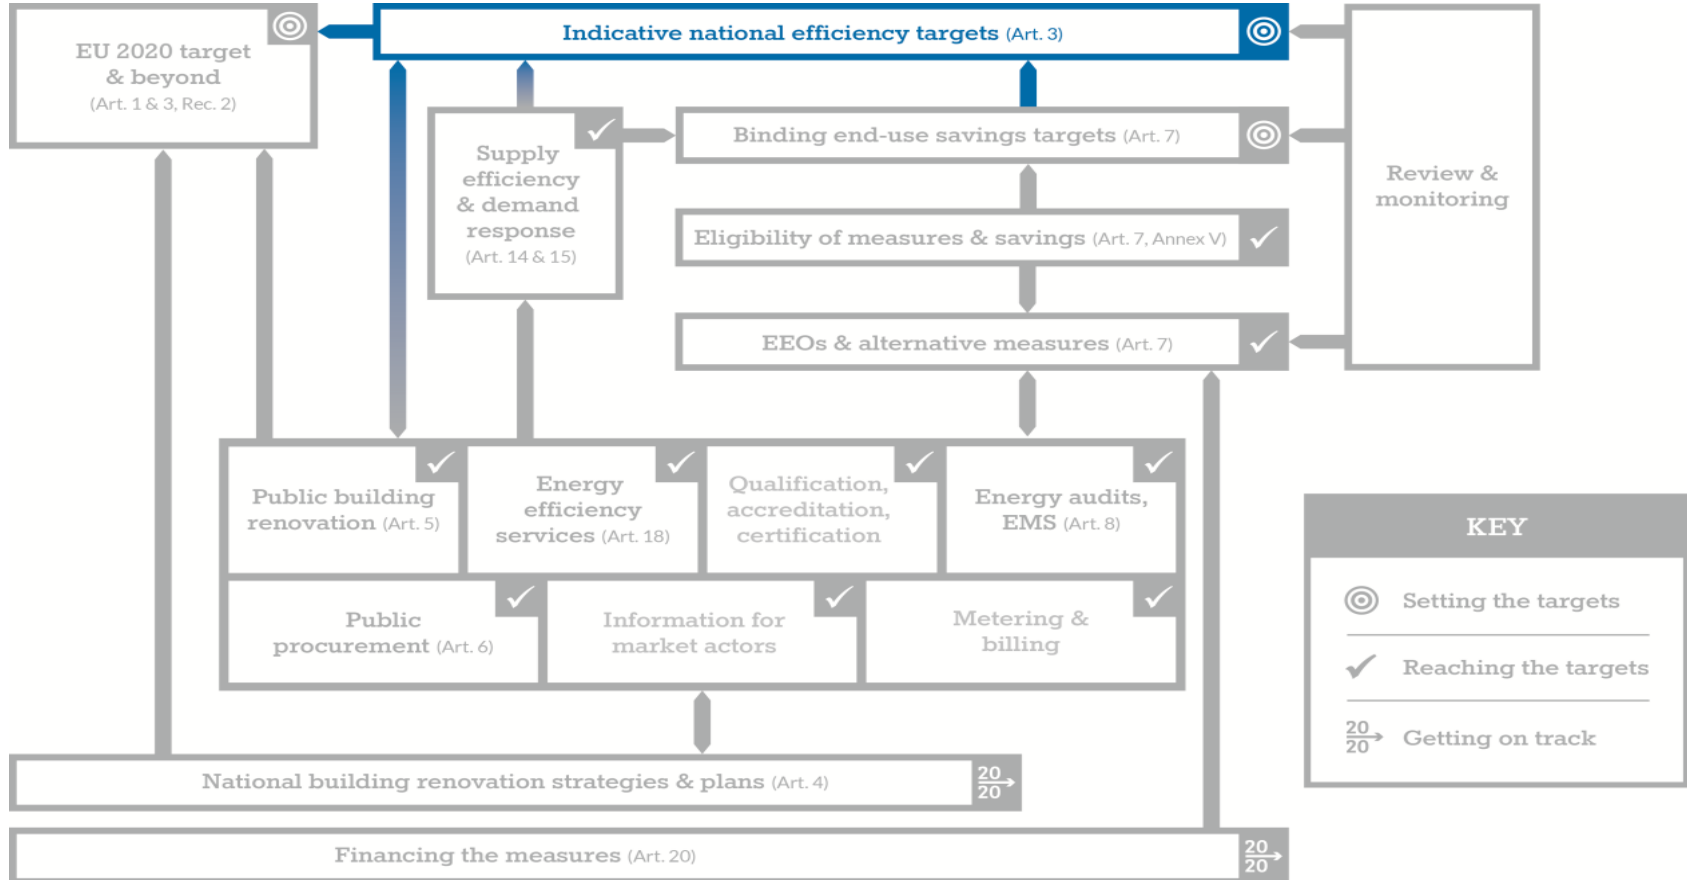 EU 2020 target
& beyond
(Art. 1 & 3, Rec. 2)
Indicative national efficiency targets (Art. 3)
Supply
efficiency
& demand
response
(Art. 14 & 15)
Binding end-use savings targets (Art. 7)
Eligibility of measures & savings (Art. 7, Annex V)
EEOs & alternative measures (Art. 7)
Review &
monitoring
Public building
renovation (Art. 5)
Energy
efficiency
services (Art. 18)
Qualification,
accreditation,
certification
Energy audits,
EMS (Art. 8)
Public
procurement (Art. 6)
Information for
market actors
Metering &
billing
National building renovation strategies & plans (Art. 4)
20
20
Financing the measures (Art. 20)
20
20
KEY
Setting the targets
Reaching the targets
20
20
Getting on track